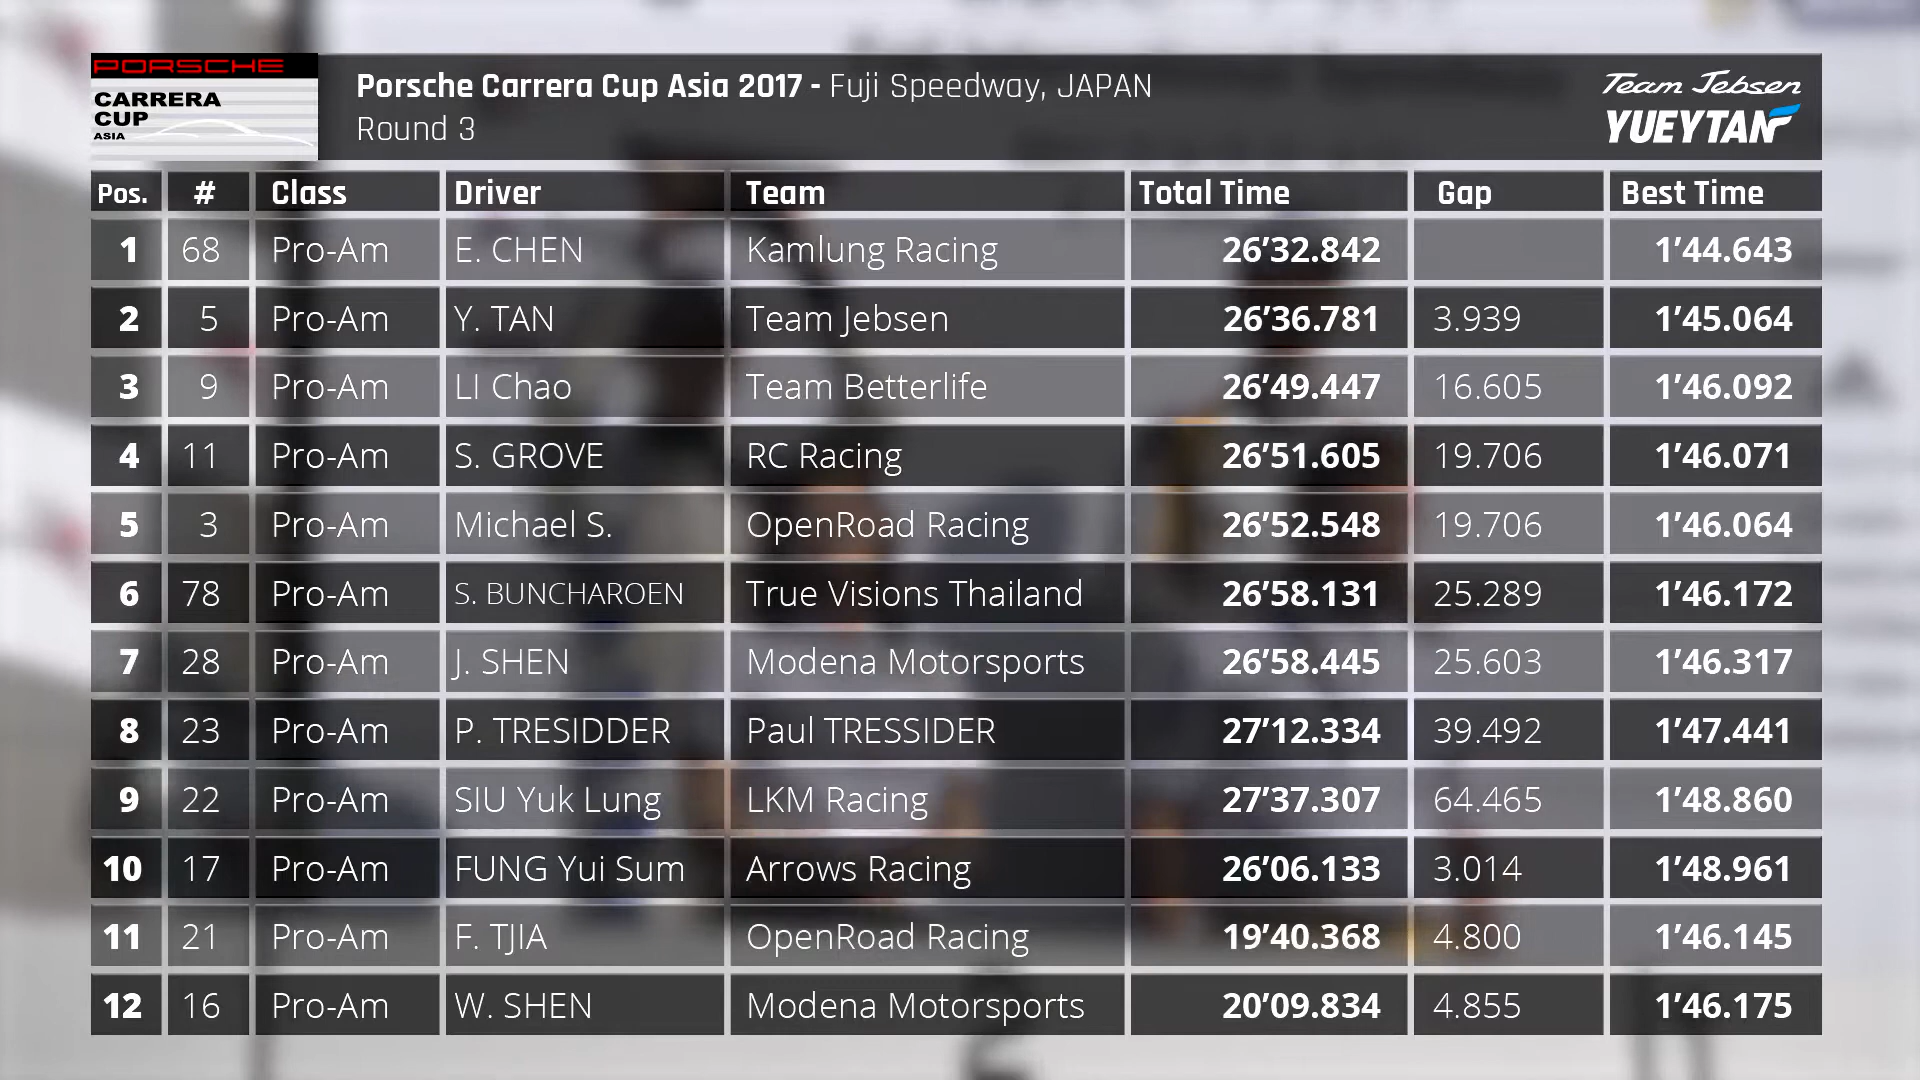 PORSCHE
CARRERA
CUP
ASIA
Porsche Carrera Cup Asia 2017 - Fuji Speedway, JAPAN
Round 3
Team Jebsen
YUEYTAN
Pos. # Class Driver Team Total Time Gap Best Time
1 68 Pro-Am E. CHEN Kamlung Racing 26'32.842 1'44.643
2 5 Pro-Am Y. TAN Team Jebsen 26'36.781 3.939 1'45.064
3 9 Pro-Am LI Chao Team Betterlife 26'49.447 16.605 1'46.092
4 11 Pro-Am S. GROVE RC Racing 26'51.605 19.706 1'46.071
5 3 Pro-Am Michael S. OpenRoad Racing 26'52.548 19.706 1'46.064
6 78 Pro-Am S. BUNCHAROEN True Visions Thailand 26'58.131 25.289 1'46.172
7 28 Pro-Am J. SHEN Modena Motorsports 26'58.445 25.603 1'46.317
8 23 Pro-Am P. TRESIDDER Paul TRESSIDER 27'12.334 39.492 1'47.441
9 22 Pro-Am SIU Yuk Lung LKM Racing 27'37.307 64.465 1'48.860
10 17 Pro-Am FUNG Yui Sum Arrows Racing 26'06.133 3.014 1'48.961
11 21 Pro-Am F. TJIA OpenRoad Racing 19'40.368 4.800 1'46.145
12 16 Pro-Am W. SHEN Modena Motorsports 20'09.834 4.855 1'46.175